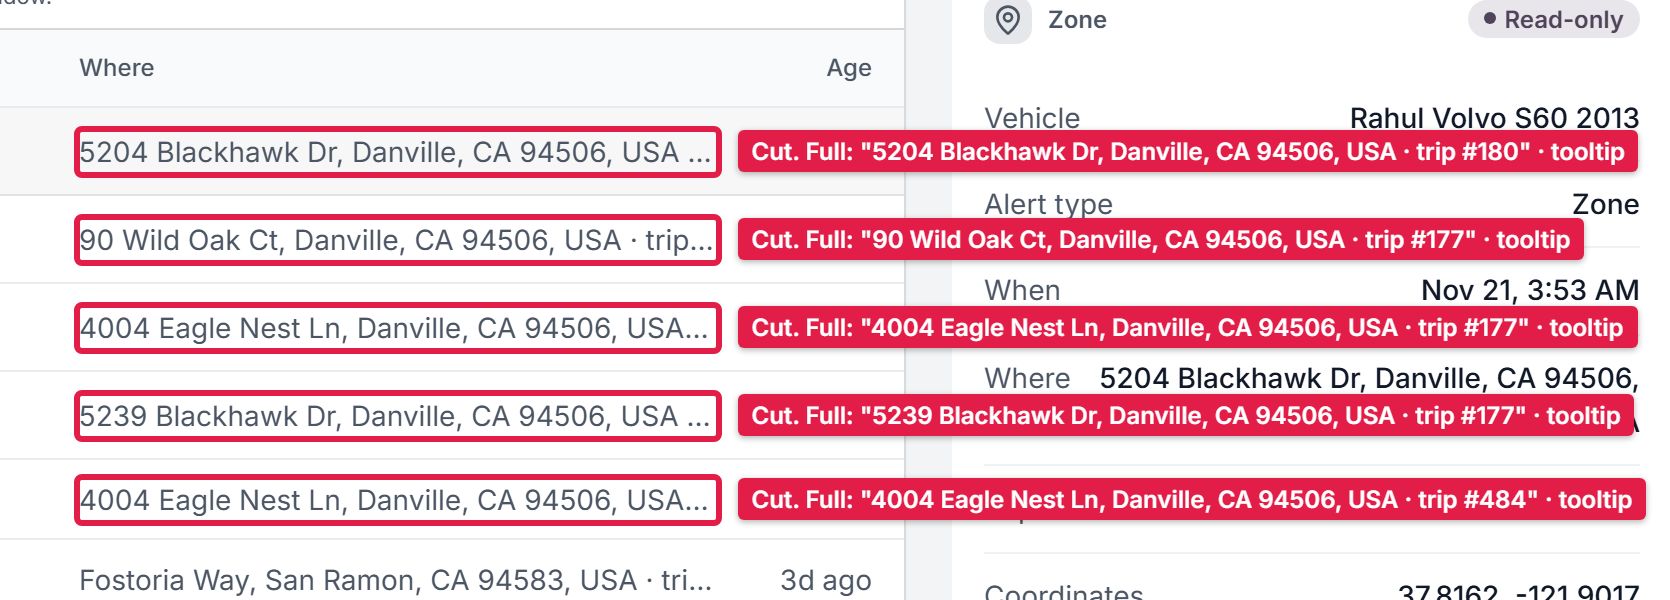 Zone
Read-only
Where
Age
Vehicle
Rahul Volvo S60 2013
5204 Blackhawk Dr, Danville, CA 94506, USA ...
Cut. Full: "5204 Blackhawk Dr, Danville, CA 94506, USA · trip #180" · tooltip
Alert type
Zone
90 Wild Oak Ct, Danville, CA 94506, USA · trip...
Cut. Full: "90 Wild Oak Ct, Danville, CA 94506, USA · trip #177" · tooltip
When
Nov 21, 3:53 AM
4004 Eagle Nest Ln, Danville, CA 94506, USA...
Cut. Full: "4004 Eagle Nest Ln, Danville, CA 94506, USA · trip #177" · tooltip
Where
5204 Blackhawk Dr, Danville, CA 94506,
5239 Blackhawk Dr, Danville, CA 94506, USA ...
Cut. Full: "5239 Blackhawk Dr, Danville, CA 94506, USA · trip #177" · tooltip
4004 Eagle Nest Ln, Danville, CA 94506, USA...
Cut. Full: "4004 Eagle Nest Ln, Danville, CA 94506, USA · trip #484" · tooltip
Fostoria Way, San Ramon, CA 94583, USA · tri...
3d ago
Coordinates
37.8162, -121.9017